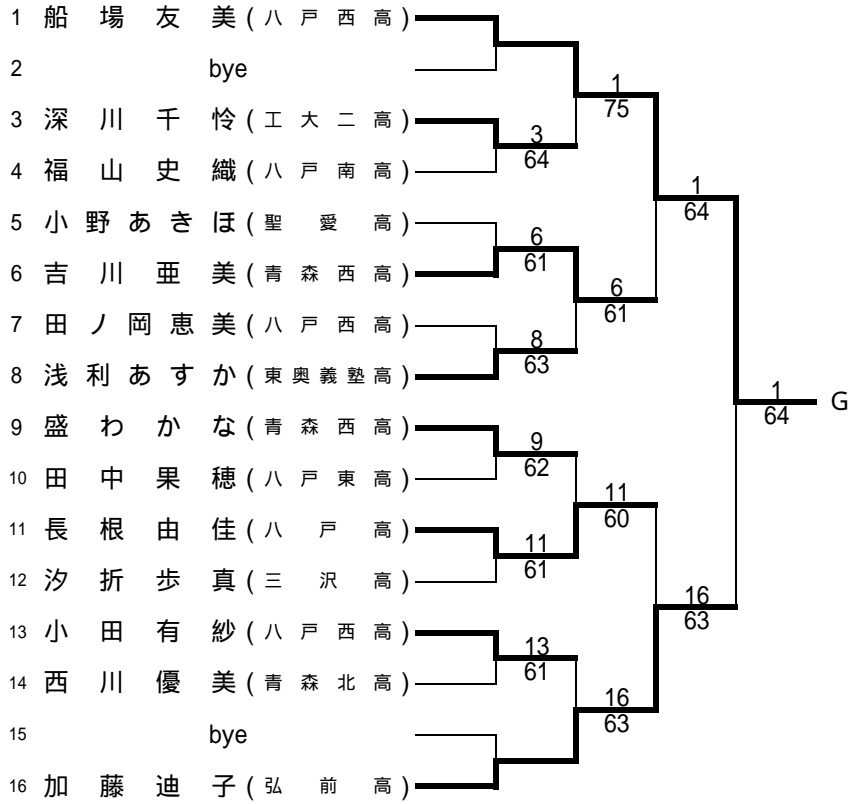 1 船場友美(八戸西高)
2 bye
1
75
3 深川千怜(工大二高)
3
64
4 福山史織(八戸南高)
1
64
5 小野あきほ(聖愛高)
6
61
6 吉川亜美(青森西高)
6
61
7 田ノ岡恵美(八戸西高)
8
63
8 浅利あすか(東奥義塾高)
1
64
G
9 盛わかな(青森西高)
9
62
10 田中果穂(八戸東高)
11
60
11 長根由佳(八戸高)
11
61
12 汐折歩真(三沢高)
16
63
13 小田有紗(八戸西高)
13
61
14 西川優美(青森北高)
16
63
15 bye
16 加藤迪子(弘前高)